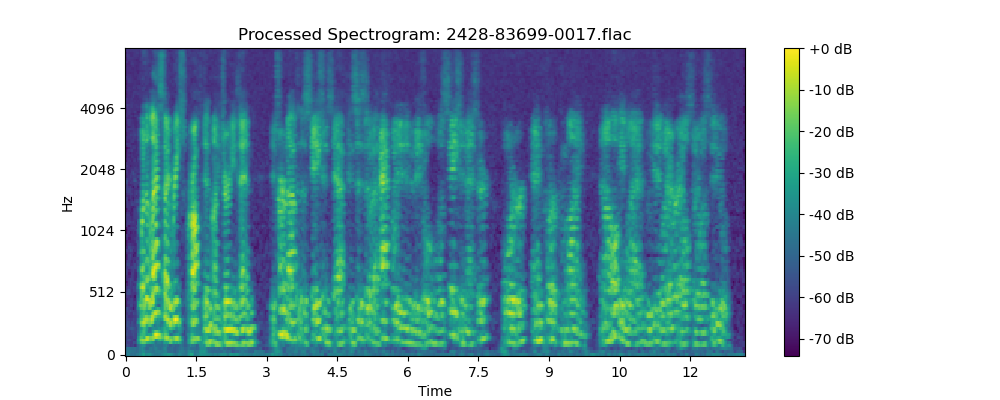 Processed Spectrogram: 2428-83699-0017.flac
+0 dB
4096
-10 dB
-20 dB
2048
-30 dB
Hz
1024
-40 dB
-50 dB
512
-60 dB
-70 dB
0
0 1.5 3 4.5 6 7.5 9 10 12
Time